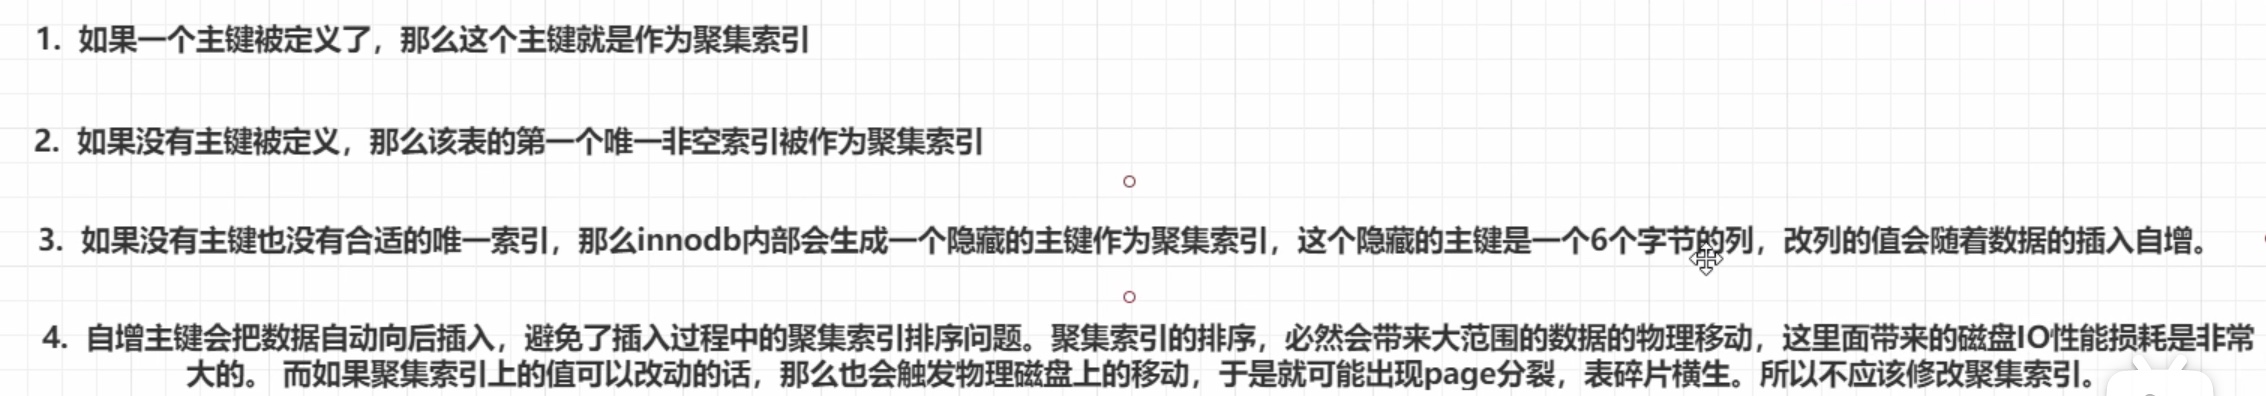 1. 如果一个主键被定义了，那么这个主键就是作为聚集索引
2. 如果没有主键被定义，那么该表的第一个唯一非空索引被作为聚集索引
3. 如果没有主键也没有合适的唯一索引，那么innodb内部会生成一个隐藏的主键作为聚集索引，这个隐藏的主键是一个6个字节的列，改列的值会随着数据的插入自增。
4. 自增主键会把数据自动向后插入，避免了插入过程中的聚集索引排序问题。聚集索引的排序，必然会带来大范围的数据的物理移动，这里面带来的磁盘IO性能损耗是非常
大的。 而如果聚集索引上的值可以改动的话，那么也会触发物理磁盘上的移动，于是就可能出现page分裂，表碎片横生。所以不应该修改聚集索引。